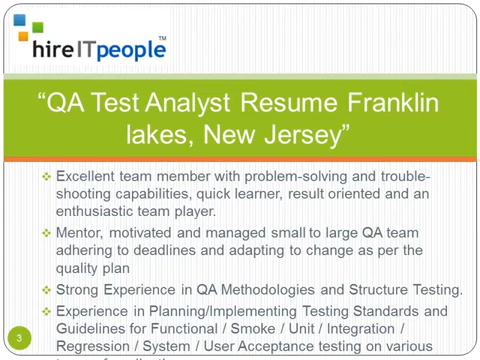 hireITpeople™
“QA Test Analyst Resume Franklin
lakes, New Jersey”
Excellent team member with problem-solving and trouble-
shooting capabilities, quick learner, result oriented and an
enthusiastic team player.
Mentor, motivated and managed small to large QA team
adhering to deadlines and adapting to change as per the
quality plan
Strong Experience in QA Methodologies and Structure Testing.
Experience in Planning/Implementing Testing Standards and
Guidelines for Functional / Smoke / Unit / Integration /
Regression / System / User Acceptance testing on various
3